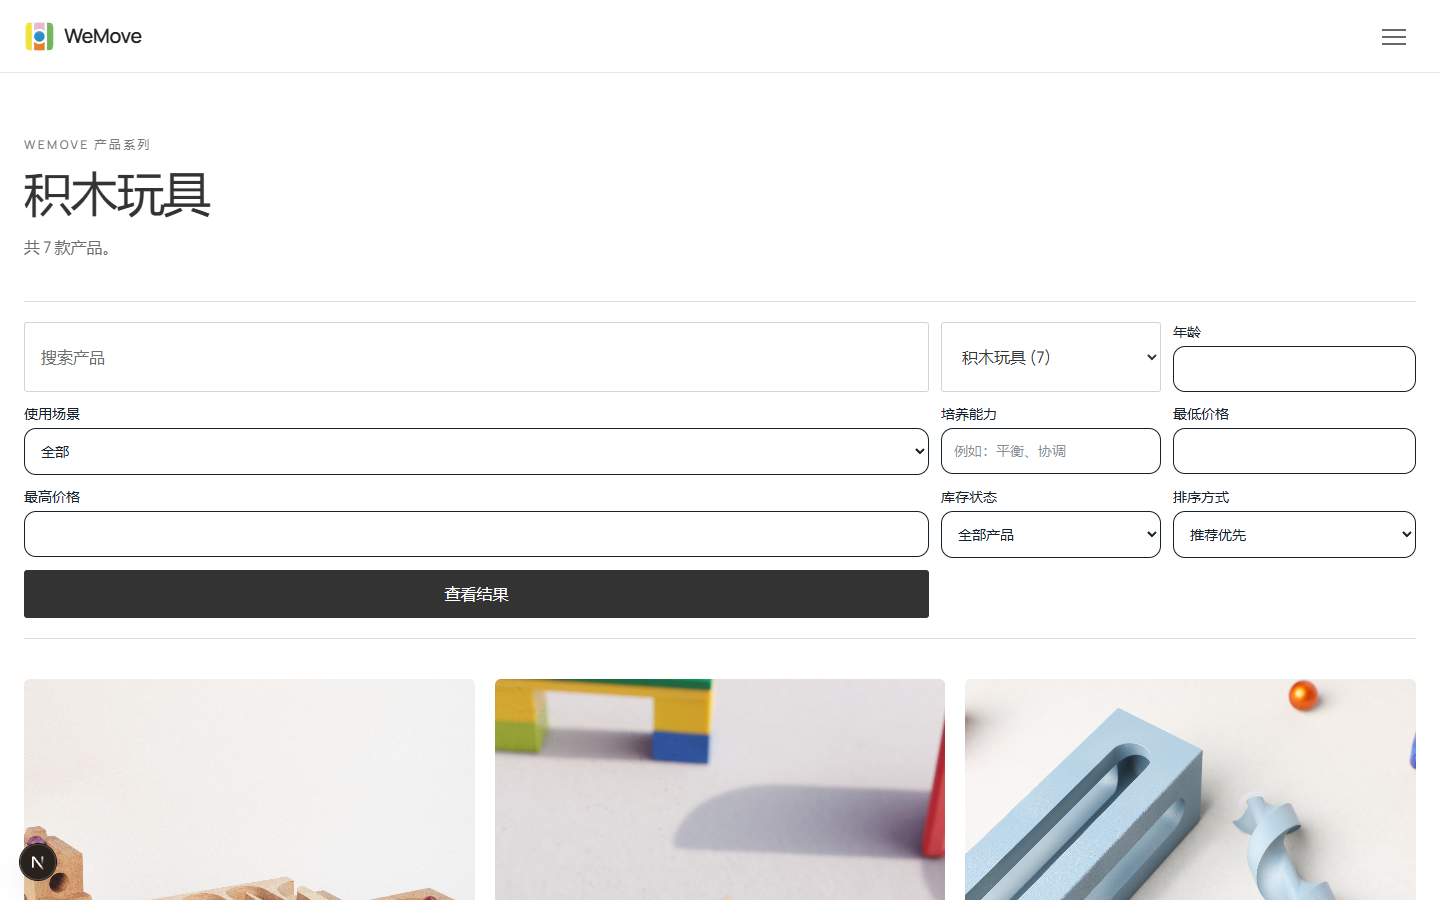 WeMove
WEMOVE 产品系列
积木玩具
共 7 款产品。
搜索产品
积木玩具 (7)
年龄
使用场景
全部
培养能力
例如：平衡、协调
最低价格
最高价格
库存状态
全部产品
排序方式
推荐优先
查看结果
N